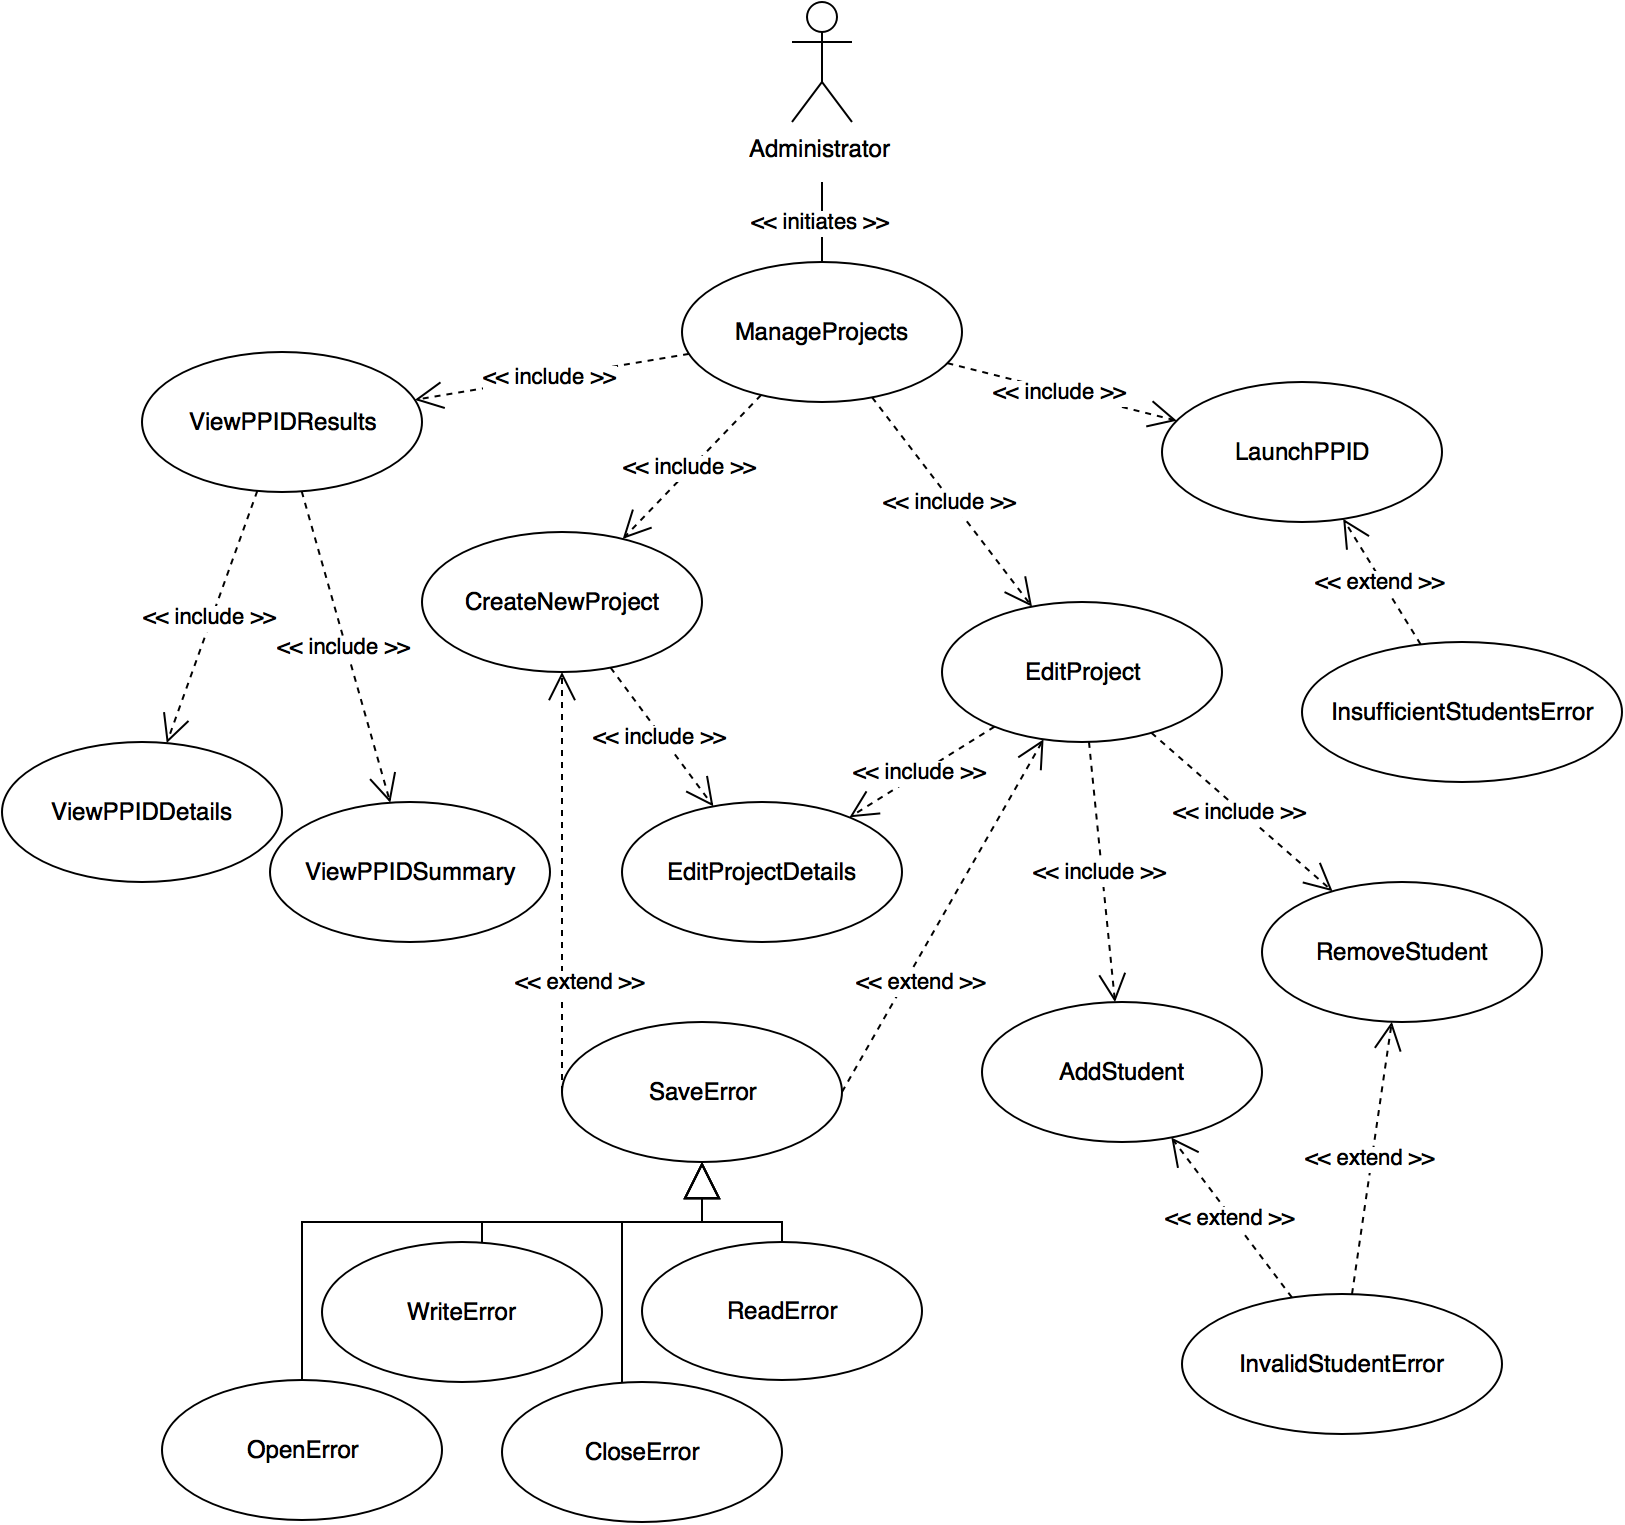 Administrator
<< initiates >>
ManageProjects
<< include >>
<< include >>
ViewPPIDResults
LaunchPPID
<< include >>
<< include >>
<< extend >>
CreateNewProject
<< include >>
<< include >>
EditProject
InsufficientStudentsError
<< include >>
<< include >>
ViewPPIDDetails
<< include >>
ViewPPIDSummary
EditProjectDetails
<< include >>
RemoveStudent
<< extend >>
<< extend >>
AddStudent
SaveError
<< extend >>
<< extend >>
WriteError
ReadError
InvalidStudentError
OpenError
CloseError